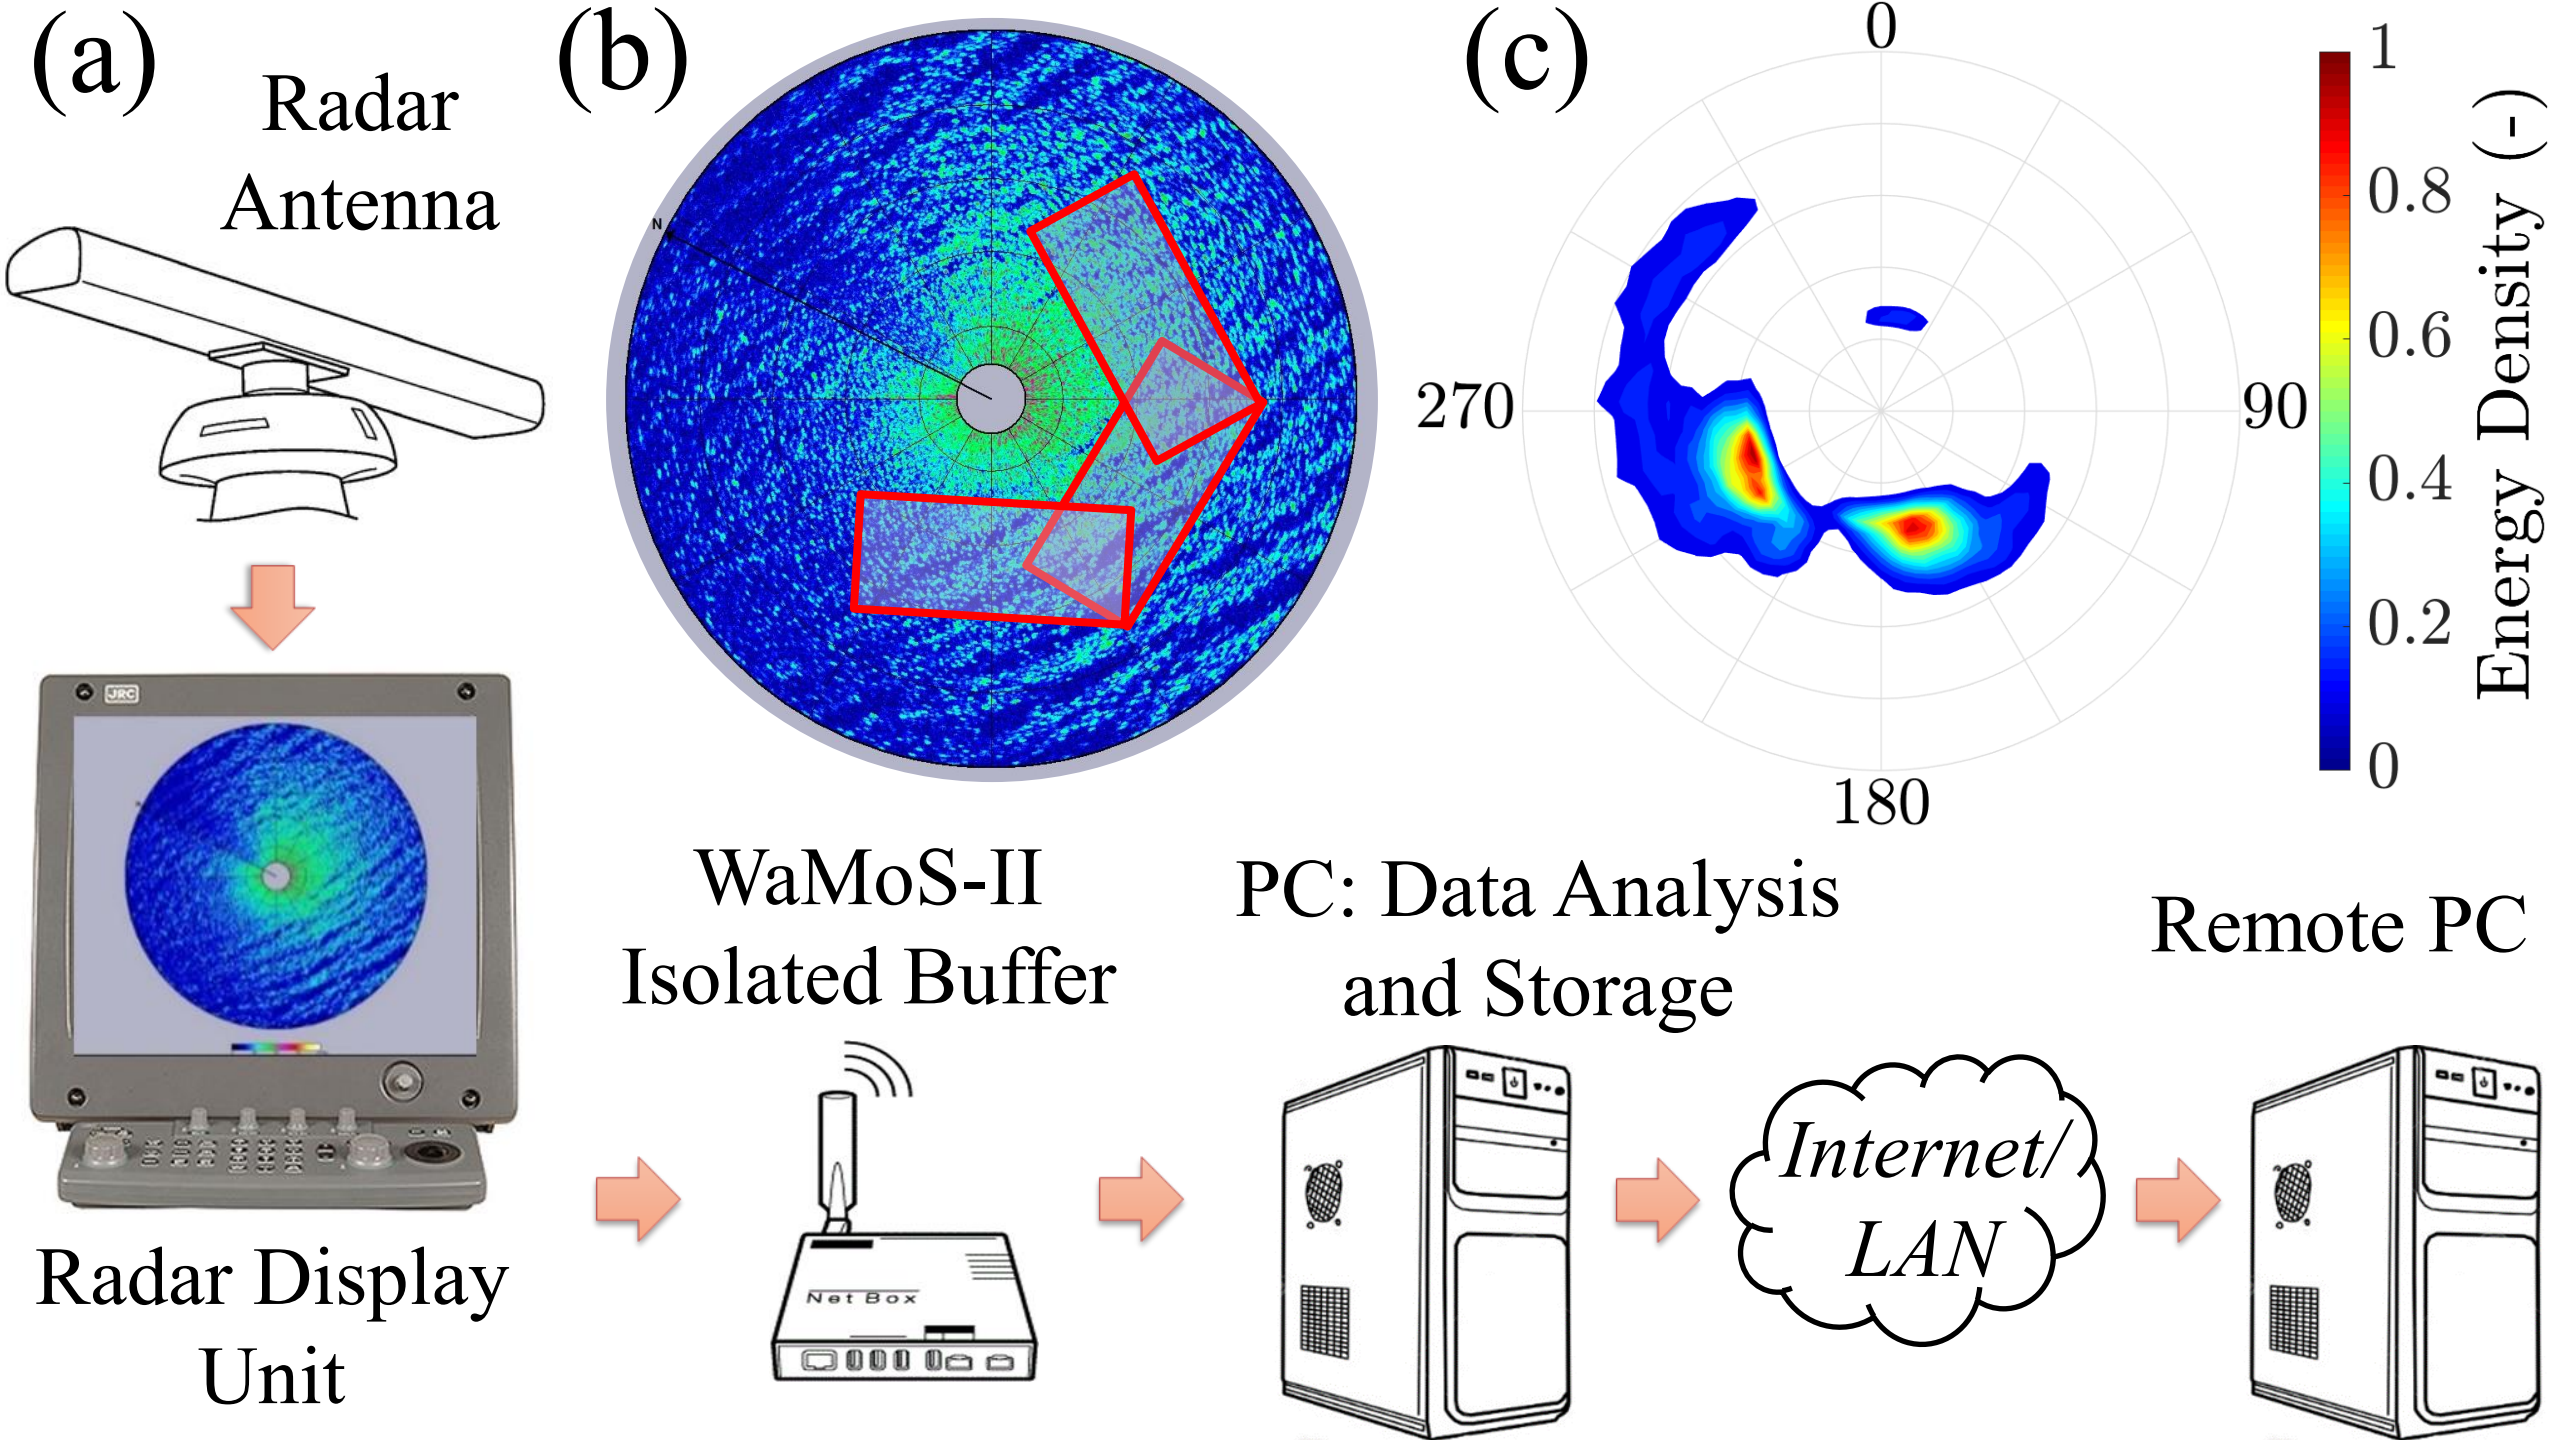 (a)
Radar
Antenna
JRC
Radar Display
Unit
(b)
N
(c)
0
90
180
270
1
0.8
0.6
0.4
0.2
0
Energy Density (-)
WaMoS-II
Isolated Buffer
Net Box
PC: Data Analysis
and Storage
Internet/
LAN
Remote PC